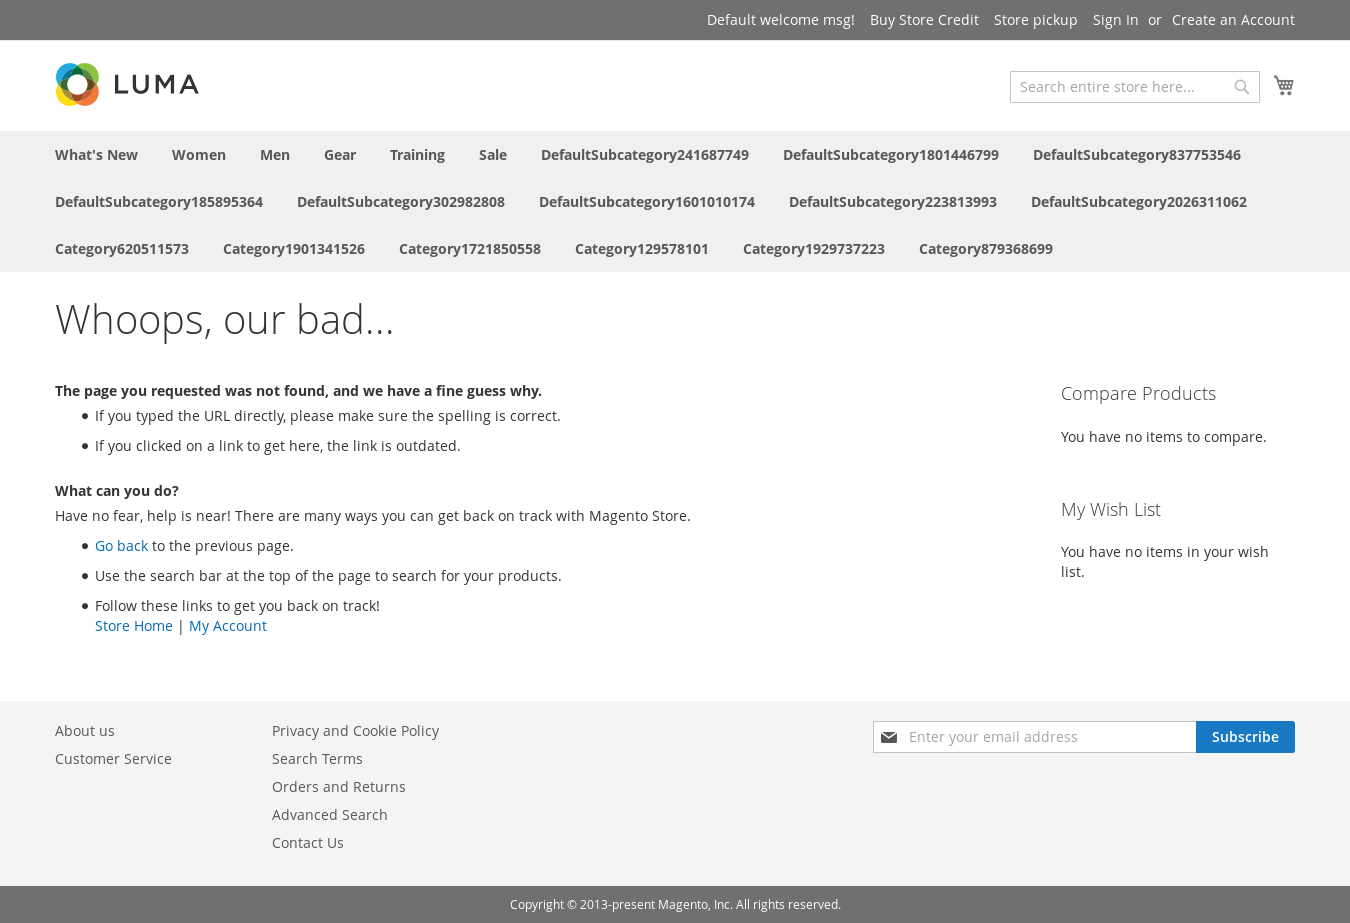 Default welcome msg! Buy Store Credit Store pickup Sign In or Create an Account
LUMA
Search entire store here...
What's New Women Men Gear Training Sale DefaultSubcategory241687749 DefaultSubcategory1801446799 DefaultSubcategory837753546
DefaultSubcategory185895364 DefaultSubcategory302982808 DefaultSubcategory1601010174 DefaultSubcategory223813993 DefaultSubcategory2026311062
Category620511573 Category1901341526 Category1721850558 Category129578101 Category1929737223 Category879368699
Whoops, our bad...
The page you requested was not found, and we have a fine guess why.
If you typed the URL directly, please make sure the spelling is correct.
If you clicked on a link to get here, the link is outdated.
What can you do?
Have no fear, help is near! There are many ways you can get back on track with Magento Store.
Go back to the previous page.
Use the search bar at the top of the page to search for your products.
Follow these links to get you back on track!
Store Home | My Account
Compare Products
You have no items to compare.
My Wish List
You have no items in your wish
list.
About us
Customer Service
Privacy and Cookie Policy
Search Terms
Orders and Returns
Advanced Search
Contact Us
Enter your email address
Subscribe
Copyright © 2013-present Magento, Inc. All rights reserved.